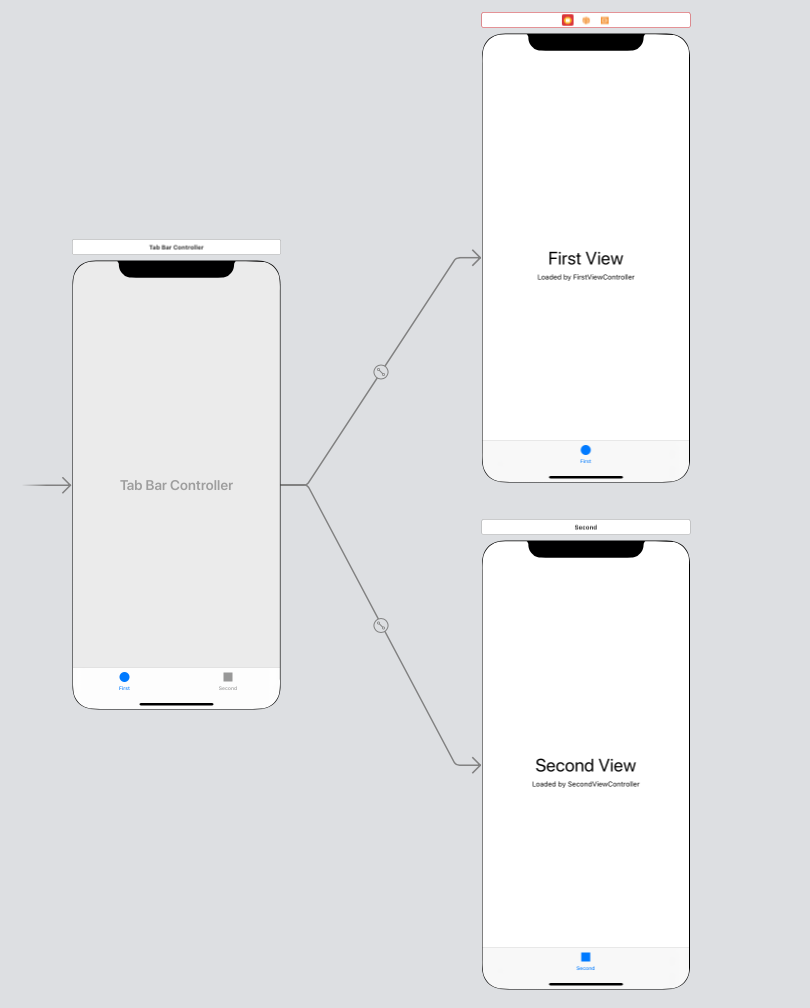 Tab Bar Controller
Tab Bar Controller
First
Second
First View
Loaded by FirstViewController
First
Second
Second View
Loaded by SecondViewController
Second